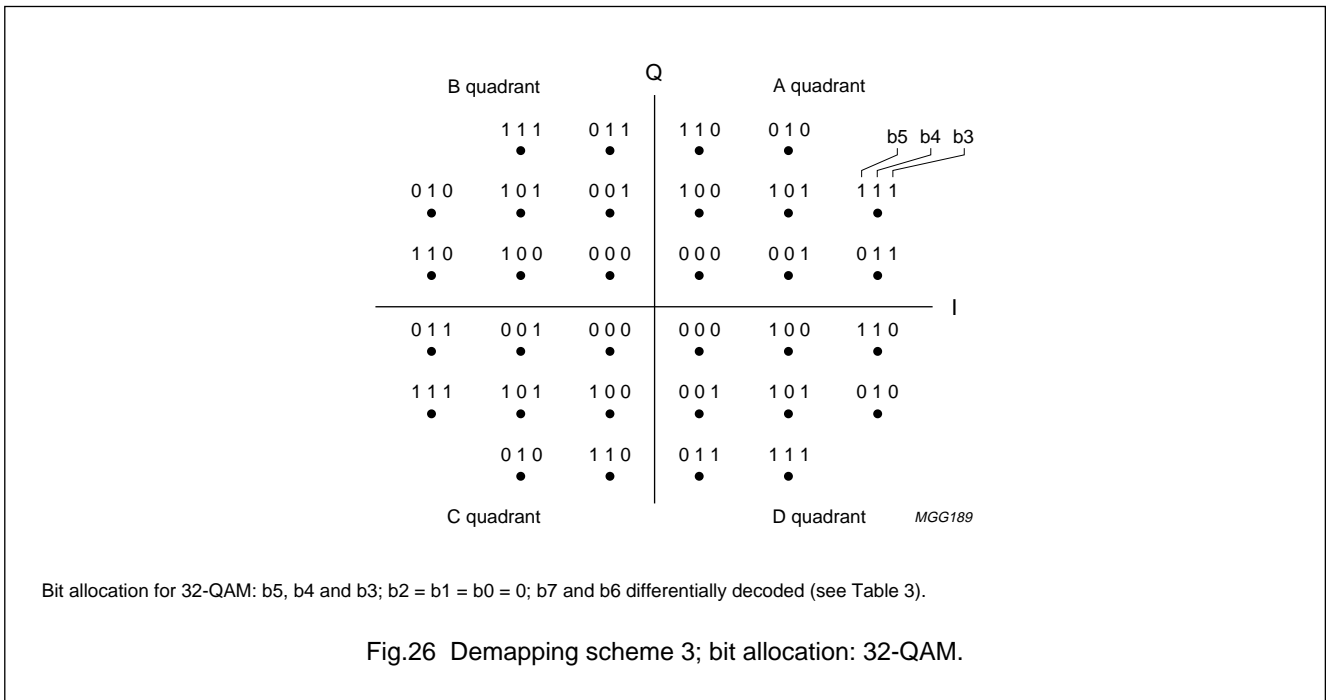 Q
B quadrant A quadrant
1 1 1 0 1 1 1 1 0 0 1 0
b5 b4 b3
0 1 0 1 0 1 0 0 1 1 0 0 1 0 1 1 1 1
1 1 0 1 0 0 0 0 0 0 0 0 0 0 1 0 1 1
I
0 1 1 0 0 1 0 0 0 0 0 0 1 0 0 1 1 0
1 1 1 1 0 1 1 0 0 0 0 1 1 0 1 0 1 0
0 1 0 1 1 0 0 1 1 1 1 1
C quadrant D quadrant MGG189
Bit allocation for 32-QAM: b5, b4 and b3; b2 = b1 = b0 = 0; b7 and b6 differentially decoded (see Table 3).
Fig.26 Demapping scheme 3; bit allocation: 32-QAM.